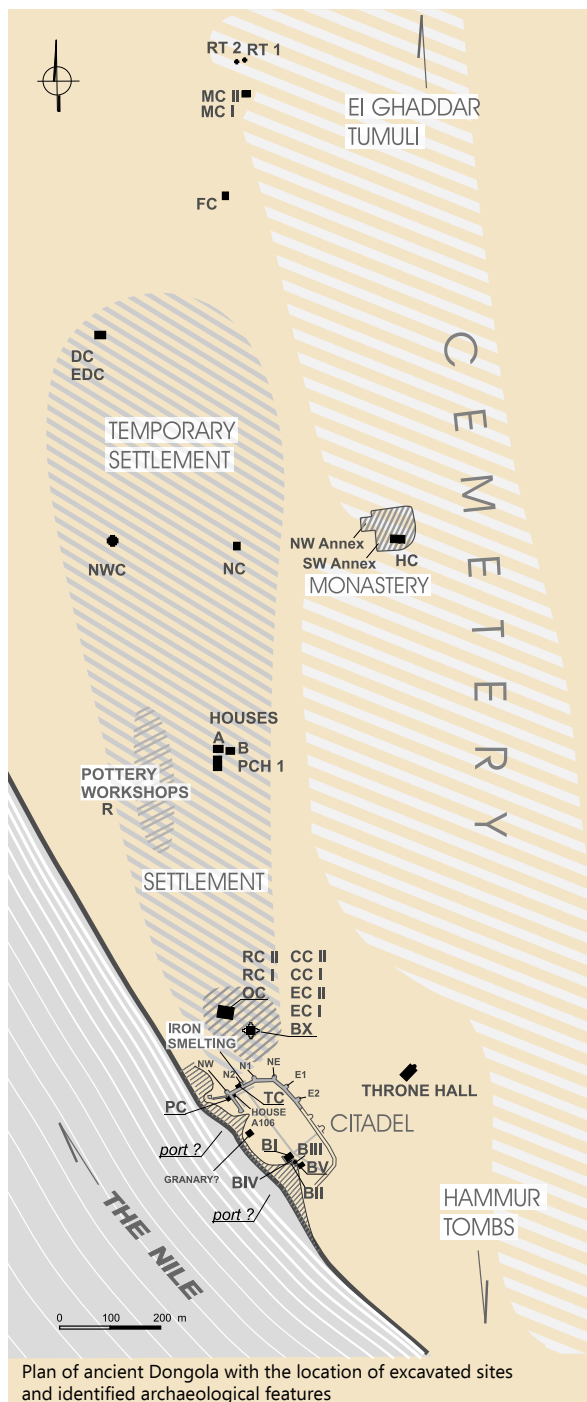 RT 2 RT 1
MC II
MC I
El GHADDAR
TUMULI
FC
DC
EDC
TEMPORARY
SETTLEMENT
CEMETERY
NW Annex
SW Annex
HC
MONASTERY
NWC
NC
HOUSES
A
B
PCH 1
POTTERY
WORKSHOPS
R
SETTLEMENT
RC II CC II
RC I CC I
OC EC II
EC I
BX
IRON
SMELTING
NW
N2
N1
NE
E1
E2
THRONE HALL
TC
PC
HOUSE
A106
CITADEL
port ?
BI
BIII
BV
GRANARY?
BIV
BII
port ?
HAMMUR
TOMBS
THE NILE
0 100 200 m
Plan of ancient Dongola with the location of excavated sites
and identified archaeological features